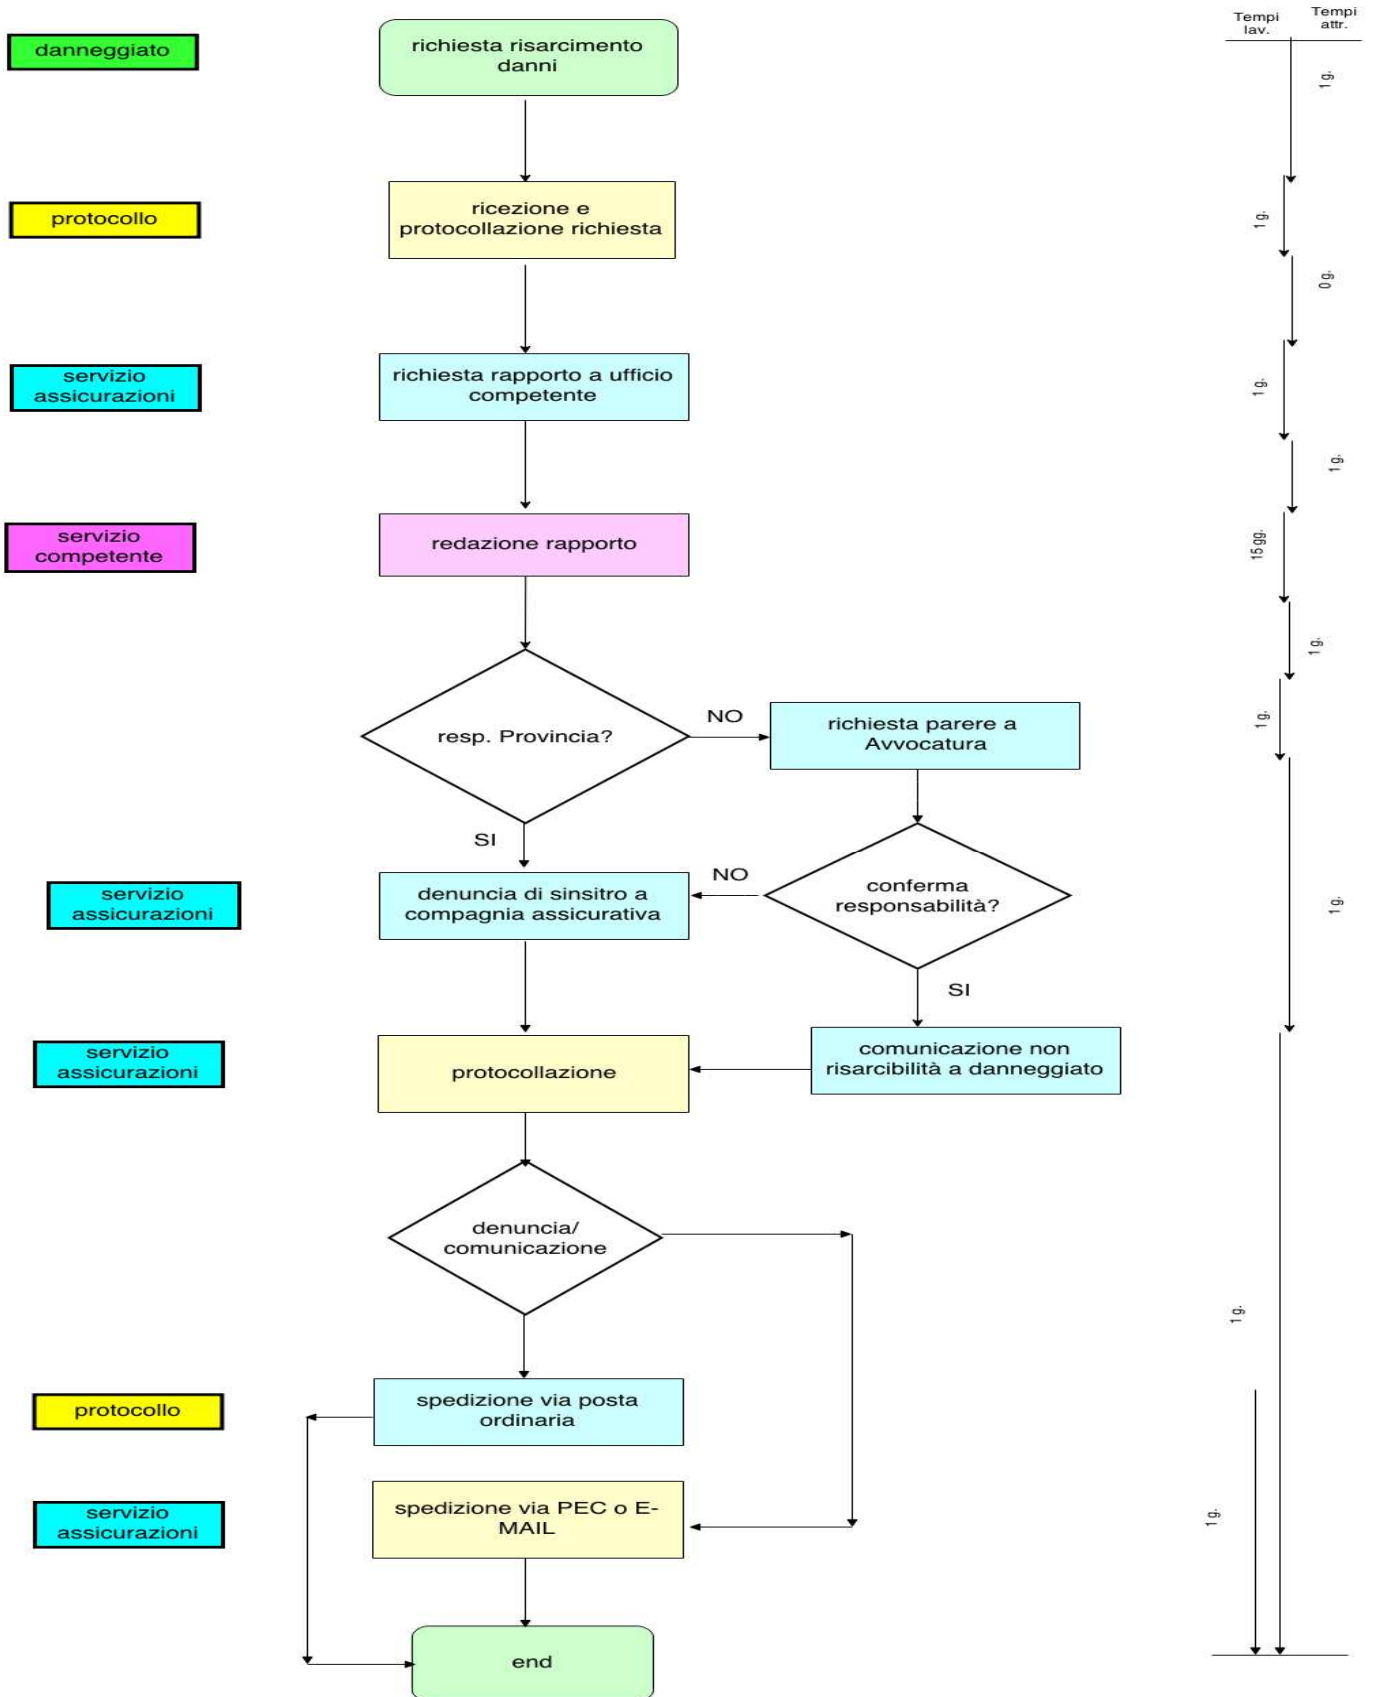 Tempi
lav.
Tempi
attr.
danneggiato
richiesta risarcimento
danni
1 g.
protocollo
ricezione e
protocollazione richiesta
1 g.
0 g.
servizio
assicurazioni
richiesta rapporto a ufficio
competente
1 g.
1 g.
servizio
competente
redazione rapporto
15 gg.
1 g.
resp. Provincia?
NO
richiesta parere a
Avvocatura
1 g.
SI
servizio
assicurazioni
denuncia di sinsitro a
compagnia assicurativa
NO
conferma
responsabilità?
1 g.
SI
servizio
assicurazioni
protocollazione
comunicazione non
risarcibilità a danneggiato
denuncia/
comunicazione
1 g.
protocollo
spedizione via posta
ordinaria
servizio
assicurazioni
spedizione via PEC o E-
MAIL
1 g.
end